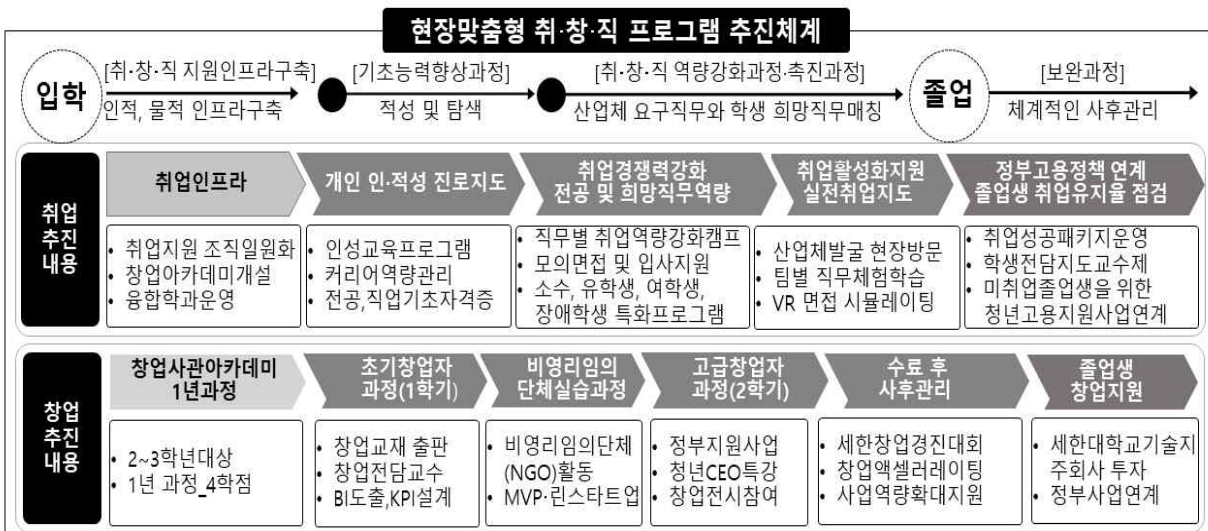 현장맞춤형 취·창·직 프로그램 추진체계
입학
[취·창·직 지원인프라구축]
인적, 물적 인프라구축
[기초능력향상과정]
적성 및 탐색
[취·창·직 역량강화과정·촉진과정]
산업체 요구직무와 학생 희망직무매칭
졸업
[보완과정]
체계적인 사후관리
취업
추진
내용
취업인프라
• 취업지원 조직일원화
• 창업아카데미개설
• 융합학과운영
개인 인·적성 진로지도
• 인성교육프로그램
• 커리어역량관리
• 전공,직업기초자격증
취업경쟁력강화
전공 및 희망직무역량
• 직무별 취업역량강화캠프
• 모의면접 및 입사지원
• 소수, 유학생, 여학생,
장애학생 특화프로그램
취업활성화지원
실전취업지도
• 산업체발굴 현장방문
• 팀별 직무체험학습
• VR 면접 시뮬레이팅
정부고용정책 연계
졸업생 취업유지율 점검
• 취업성공패키지운영
• 학생전담지도교수제
• 미취업졸업생을 위한
청년고용지원사업연계
창업
추진
내용
창업사관아카데미
1년과정
• 2~3학년대상
• 1년 과정_4학점
초기창업자
과정(1학기)
• 창업교재 출판
• 창업전담교수
• BI도출,KPI설계
비영리임의
단체실습과정
• 비영리임의단체
(NGO)활동
• MVP·린스타트업
고급창업자
과정(2학기)
• 정부지원사업
• 청년CEO특강
• 창업전시참여
수료 후
사후관리
• 세한창업경진대회
• 창업액셀러레이팅
• 사업역량확대지원
졸업생
창업지원
• 세한대학교기술지
주회사 투자
• 정부사업연계